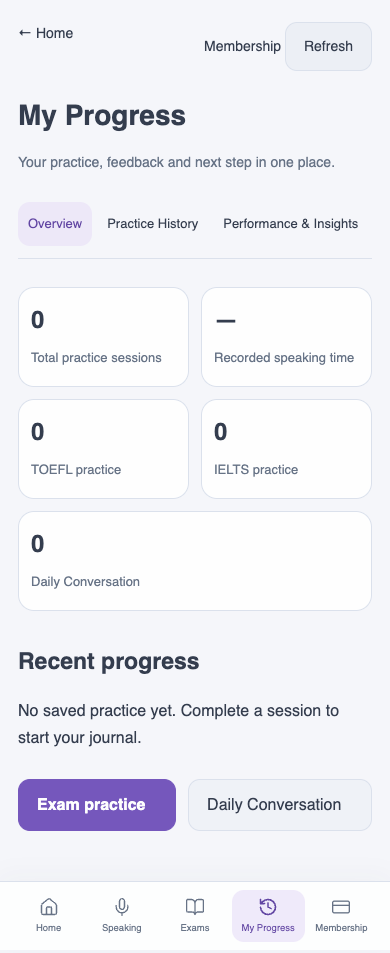 ← Home
Membership
Refresh
My Progress
Your practice, feedback and next step in one place.
Overview
Practice History
Performance & Insights
0
Total practice sessions
—
Recorded speaking time
0
TOEFL practice
0
IELTS practice
0
Daily Conversation
Recent progress
No saved practice yet. Complete a session to
start your journal.
Exam practice
Daily Conversation
Home
Speaking
Exams
My Progress
Membership